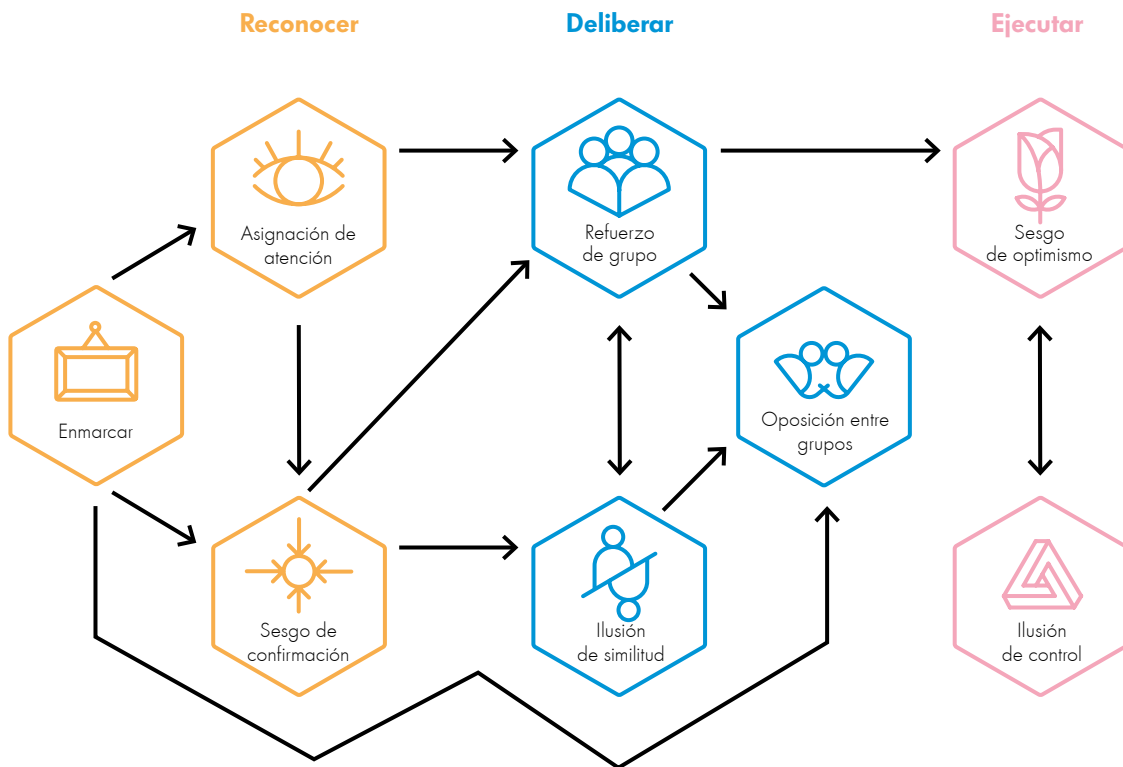 Reconocer
Deliberar
Ejecutar
Asignación de
atención
Refuerzo
de grupo
Sesgo
de optimismo
Enmarcar
Oposición entre
grupos
Sesgo de
confirmación
Ilusión
de similitud
Ilusión
de control